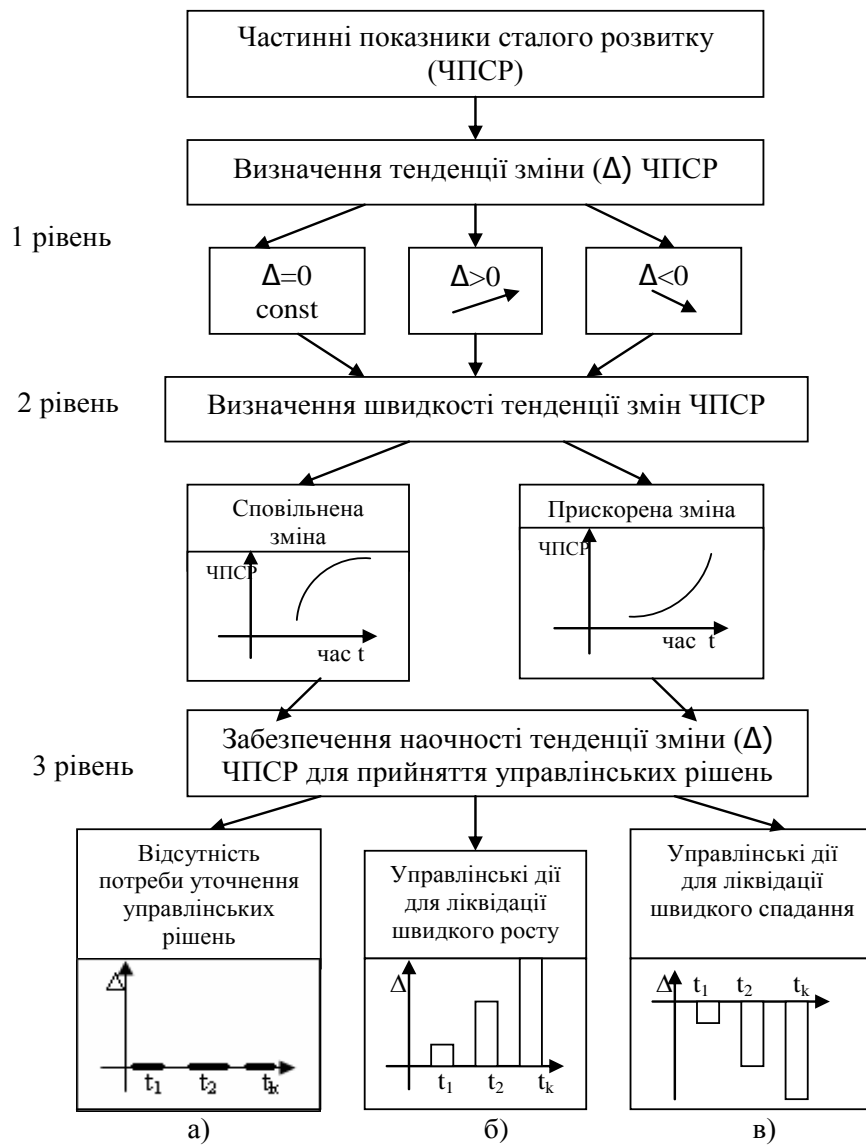 Частинні показники сталого розвитку
(ЧПСР)
Визначення тенденції зміни (Δ) ЧПСР
1 рівень
Δ=0
const
Δ>0
Δ<0
2 рівень
Визначення швидкості тенденції змін ЧПСР
Сповільнена
зміна
ЧПСР
час t
Прискорена зміна
ЧПСР
час t
3 рівень
Забезпечення наочності тенденції зміни (Δ)
ЧПСР для прийняття управлінських рішень
Відсутність
потреби уточнення
управлінських
рішень
Δ
t1 t2 tk
а)
Управлінські дії
для ліквідації
швидкого росту
Δ
t1 t2 tk
б)
Управлінські дії
для ліквідації
швидкого спадання
Δ t1 t2 tk
в)